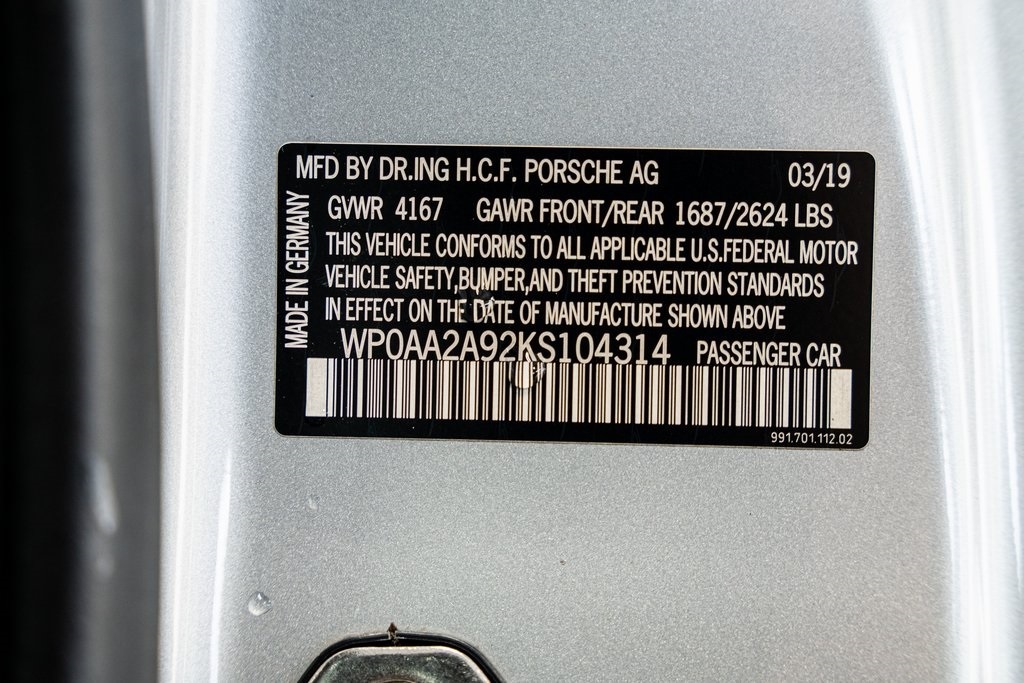 MFD BY DR.ING H.C.F. PORSCHE AG 03/19
MADE IN GERMANY
GVWR 4167 GAWR FRONT/REAR 1687/2624 LBS
THIS VEHICLE CONFORMS TO ALL APPLICABLE U.S.FEDERAL MOTOR
VEHICLE SAFETY,BUMPER,AND THEFT PREVENTION STANDARDS
IN EFFECT ON THE DATE OF MANUFACTURE SHOWN ABOVE
WP0AA2A92KS104314 PASSENGER CAR
991.701.112.02